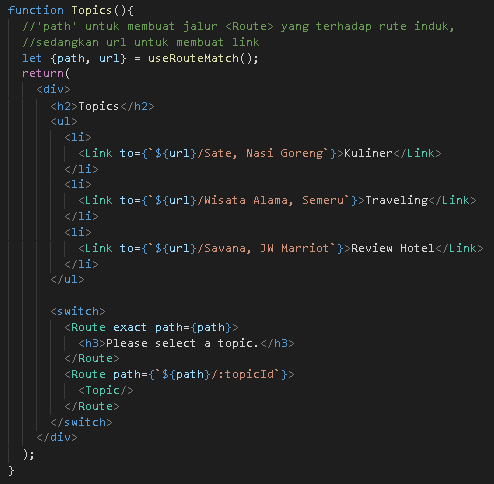 function Topics(){
  //'path' untuk membuat jalur <Route> yang terhadap rute induk,
  //sedangkan url untuk membuat link
  let {path, url} = useRouteMatch();
  return(
    <div>
      <h2>Topics</h2>
      <ul>
        <li>
          <Link to={`${url}/Sate, Nasi Goreng`}>Kuliner</Link>
        </li>
        <li>
          <Link to={`${url}/Wisata Alama, Semeru`}>Traveling</Link>
        </li>
        <li>
          <Link to={`${url}/Savana, JW Marriot`}>Review Hotel</Link>
        </li>
      </ul>

      <switch>
        <Route exact path={path}>
          <h3>Please select a topic.</h3>
        </Route>
        <Route path={`${path}/:topicId`}>
          <Topic/>
        </Route>
      </switch>
    </div>
  );
}